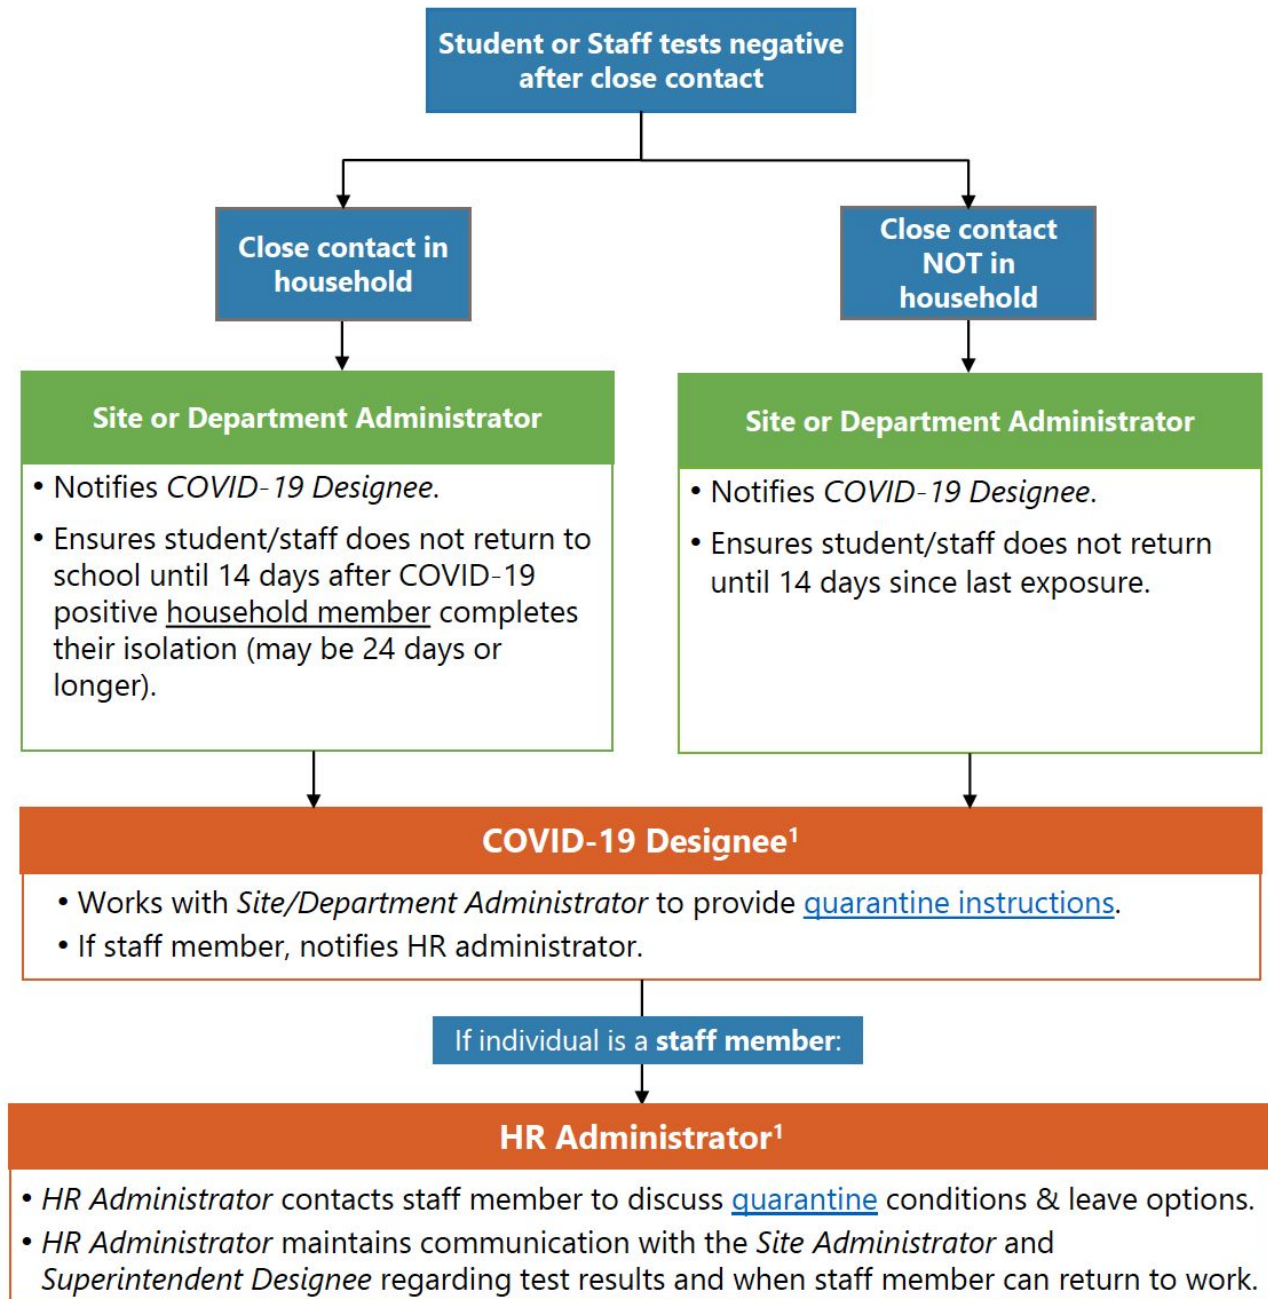 Student or Staff tests negative
after close contact
Close contact in
household
Close contact
NOT in
household
Site or Department Administrator
• Notifies COVID-19 Designee.
• Ensures student/staff does not return to
school until 14 days after COVID-19
positive household member completes
their isolation (may be 24 days or
longer).
Site or Department Administrator
• Notifies COVID-19 Designee.
• Ensures student/staff does not return
until 14 days since last exposure.
COVID-19 Designee¹
• Works with Site/Department Administrator to provide quarantine instructions.
• If staff member, notifies HR administrator.
If individual is a staff member:
HR Administrator¹
• HR Administrator contacts staff member to discuss quarantine conditions & leave options.
• HR Administrator maintains communication with the Site Administrator and
Superintendent Designee regarding test results and when staff member can return to work.